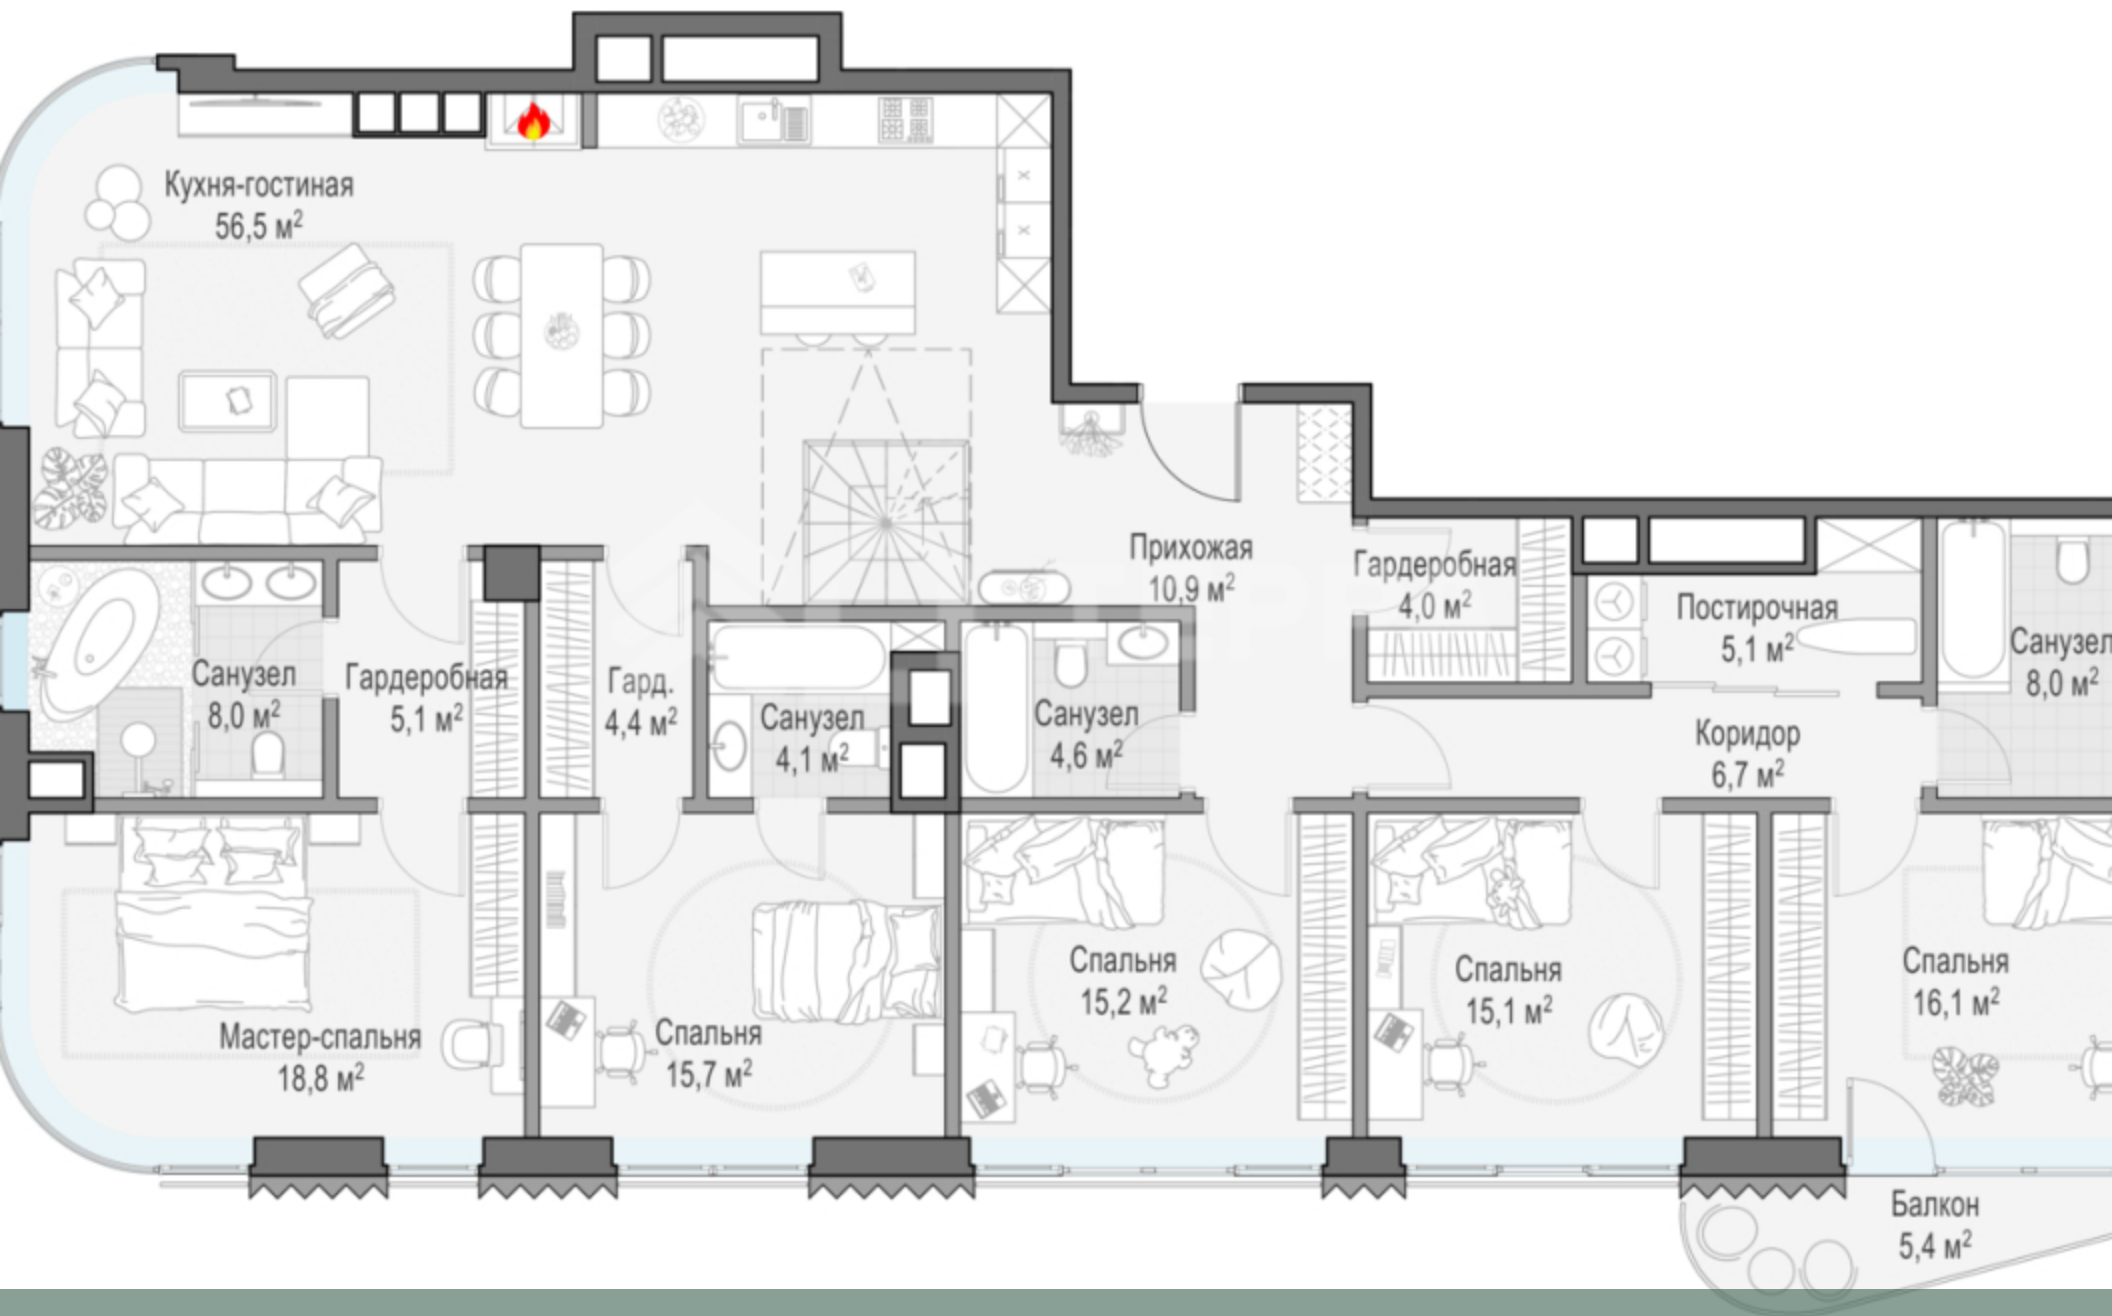 Кухня-гостиная
56,5 м²
Прихожая
10,9 м²
Гардеробная
4,0 м²
Постирочная
5,1 м²
Санузел
8,0 м²
Санузел
8,0 м²
Гардеробная
5,1 м²
Гард.
4,4 м²
Санузел
4,1 м²
Санузел
4,6 м²
Коридор
6,7 м²
Мастер-спальня
18,8 м²
Спальня
15,7 м²
Спальня
15,2 м²
Спальня
15,1 м²
Спальня
16,1 м²
Балкон
5,4 м²